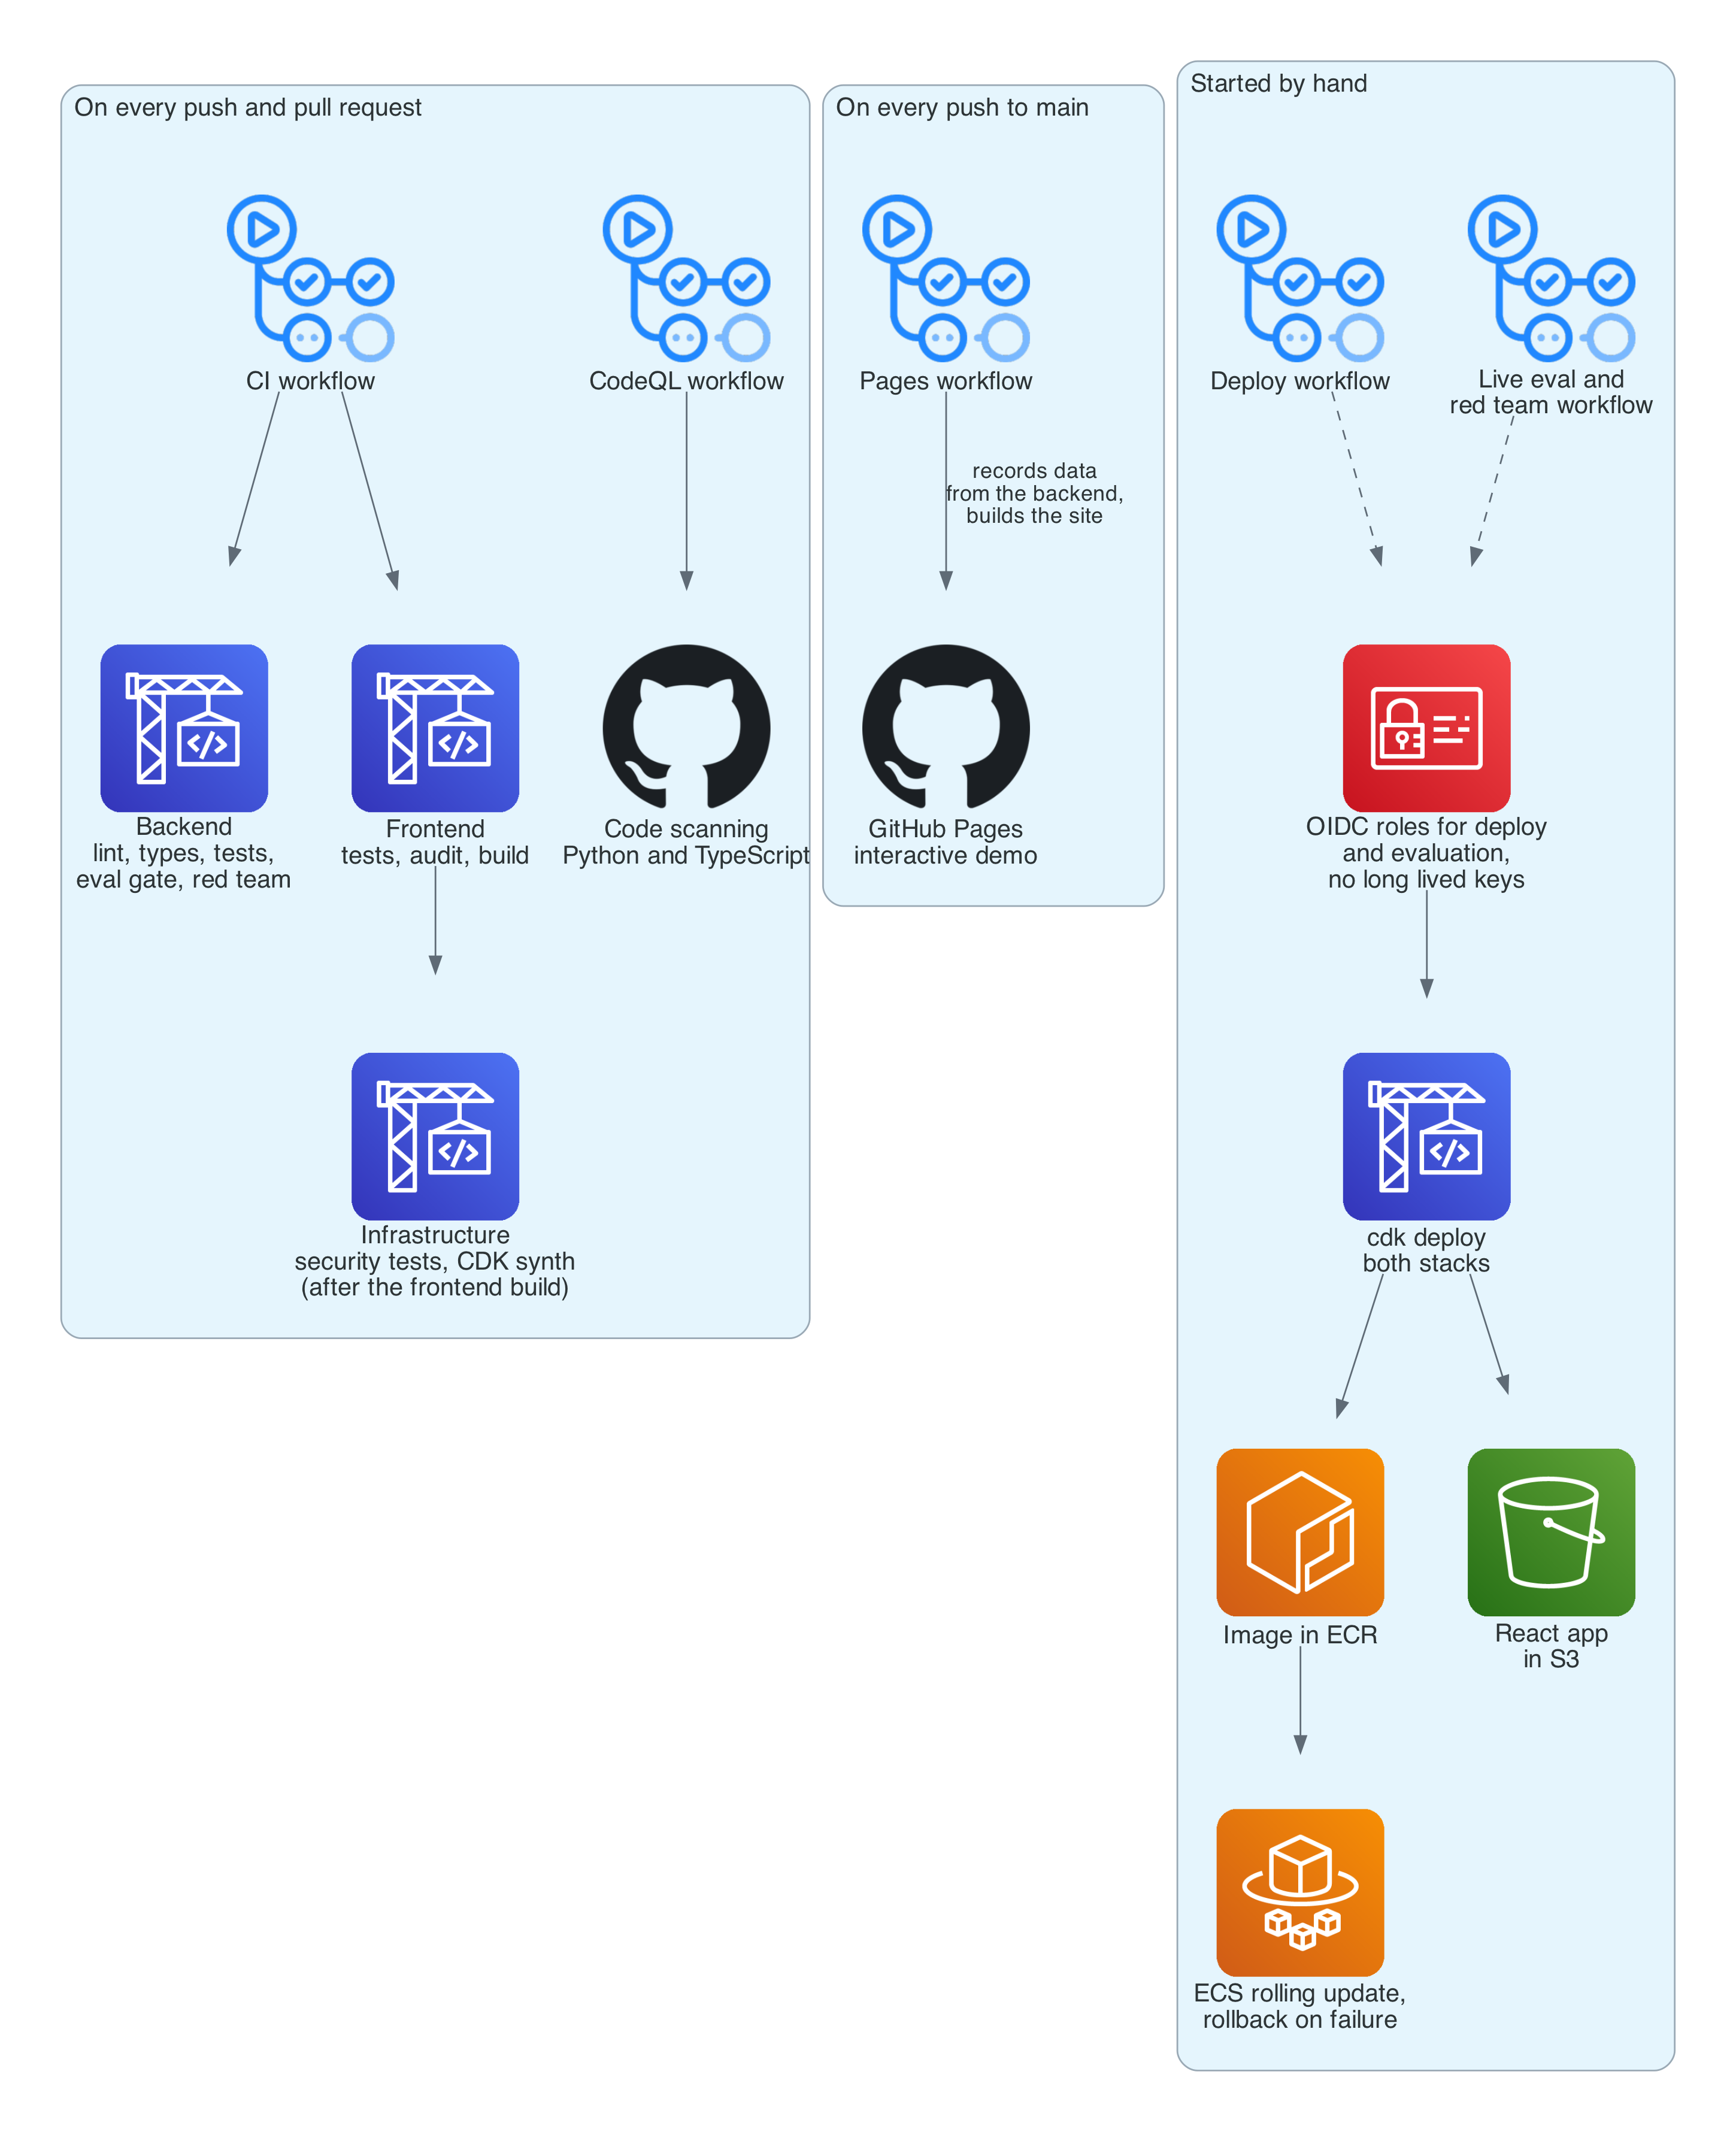 On every push and pull request
CI workflow
CodeQL workflow
Backend
lint, types, tests,
eval gate, red team
Frontend
tests, audit, build
Code scanning
Python and TypeScript
Infrastructure
security tests, CDK synth
(after the frontend build)
On every push to main
Pages workflow
records data
from the backend,
builds the site
GitHub Pages
interactive demo
Started by hand
Deploy workflow
Live eval and
red team workflow
OIDC roles for deploy
and evaluation,
no long lived keys
cdk deploy
both stacks
Image in ECR
React app
in S3
ECS rolling update,
rollback on failure